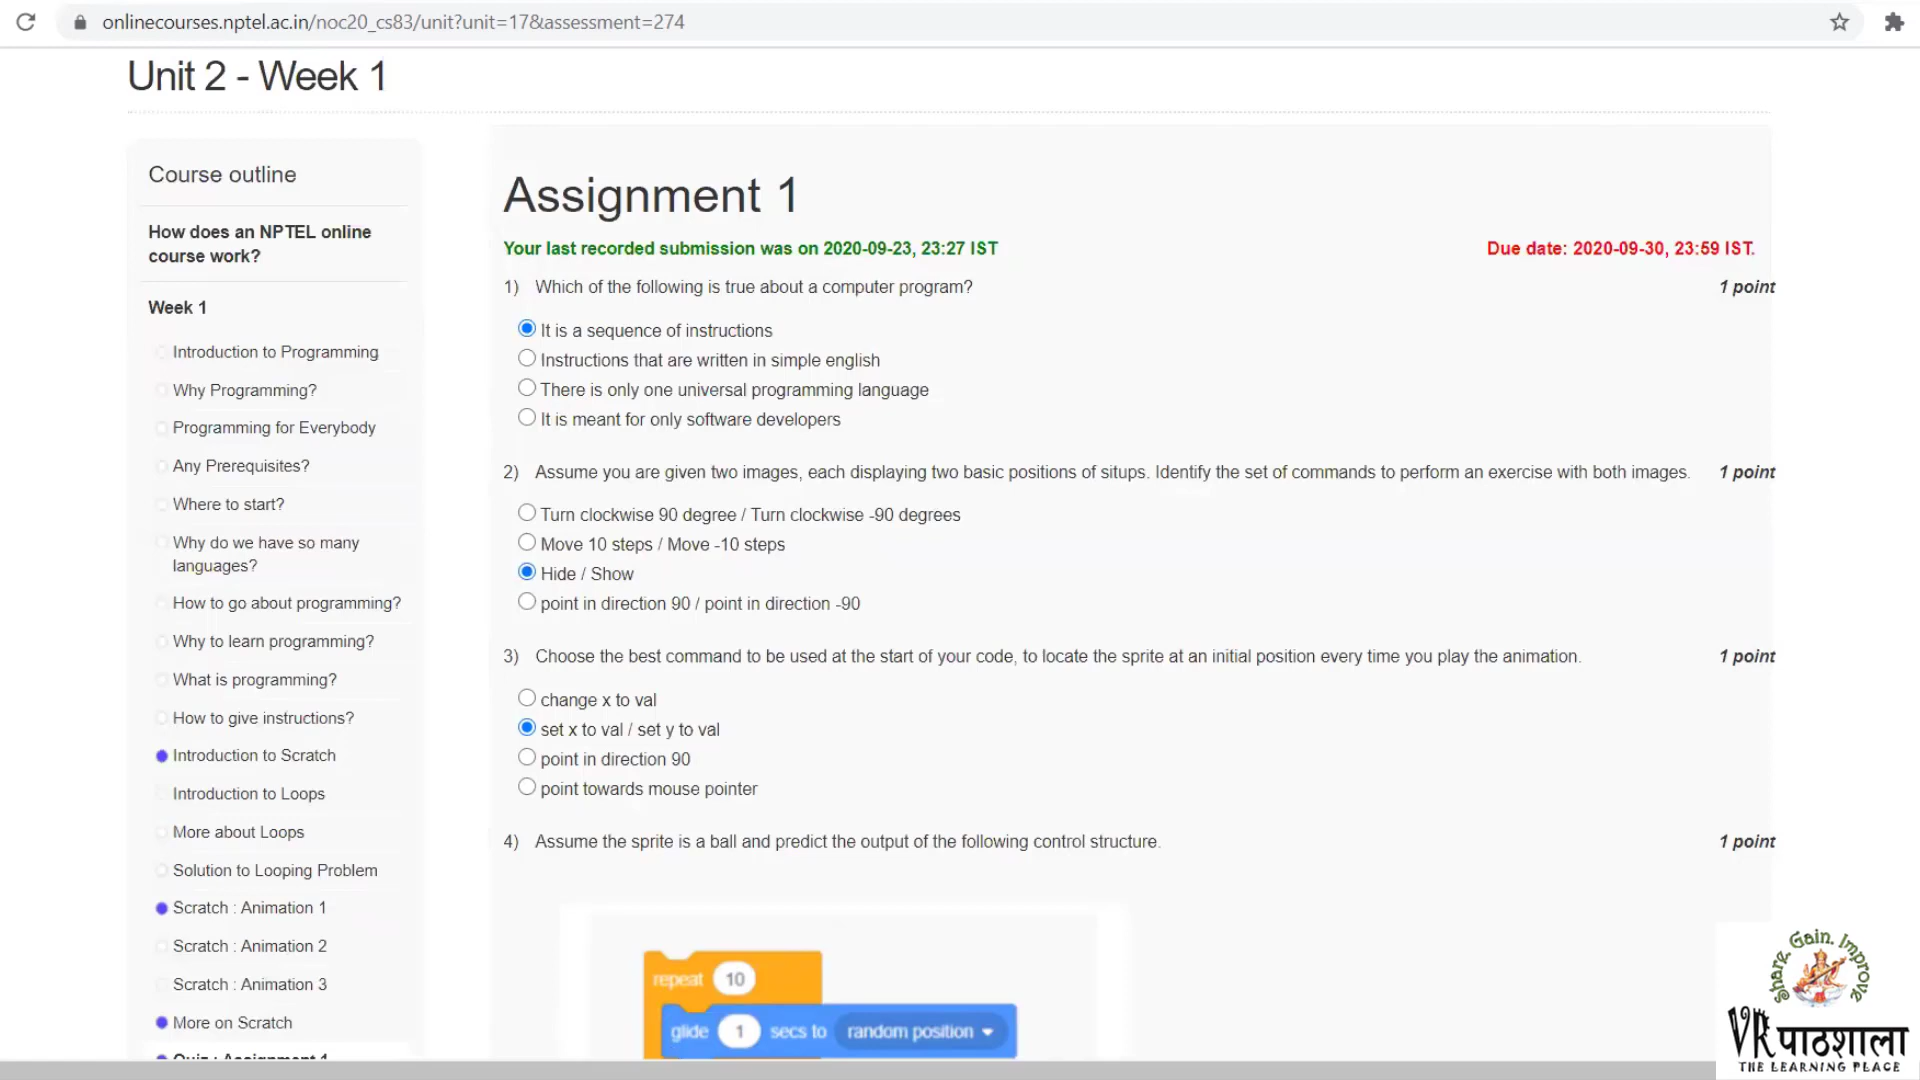 onlinecourses.nptel.ac.in/noc20_cs83/unit?unit=17&assessment=274
Unit 2 - Week 1
Course outline
How does an NPTEL online
course work?
Week 1
Introduction to Programming
Why Programming?
Programming for Everybody
Any Prerequisites?
Where to start?
Why do we have so many
languages?
How to go about programming?
Why to learn programming?
What is programming?
How to give instructions?
Introduction to Scratch
Introduction to Loops
More about Loops
Solution to Looping Problem
Scratch : Animation 1
Scratch : Animation 2
Scratch : Animation 3
More on Scratch
Quiz : Assignment 1
Assignment 1
Your last recorded submission was on 2020-09-23, 23:27 IST
Due date: 2020-09-30, 23:59 IST.
1) Which of the following is true about a computer program? 1 point
It is a sequence of instructions
Instructions that are written in simple english
There is only one universal programming language
It is meant for only software developers
2) Assume you are given two images, each displaying two basic positions of situps. Identify the set of commands to perform an exercise with both images. 1 point
Turn clockwise 90 degree / Turn clockwise -90 degrees
Move 10 steps / Move -10 steps
Hide / Show
point in direction 90 / point in direction -90
3) Choose the best command to be used at the start of your code, to locate the sprite at an initial position every time you play the animation. 1 point
change x to val
set x to val / set y to val
point in direction 90
point towards mouse pointer
4) Assume the sprite is a ball and predict the output of the following control structure. 1 point
repeat 10
glide 1 secs to random position
Share. Gain. Improve
VR पाठशाला
THE LEARNING PLACE